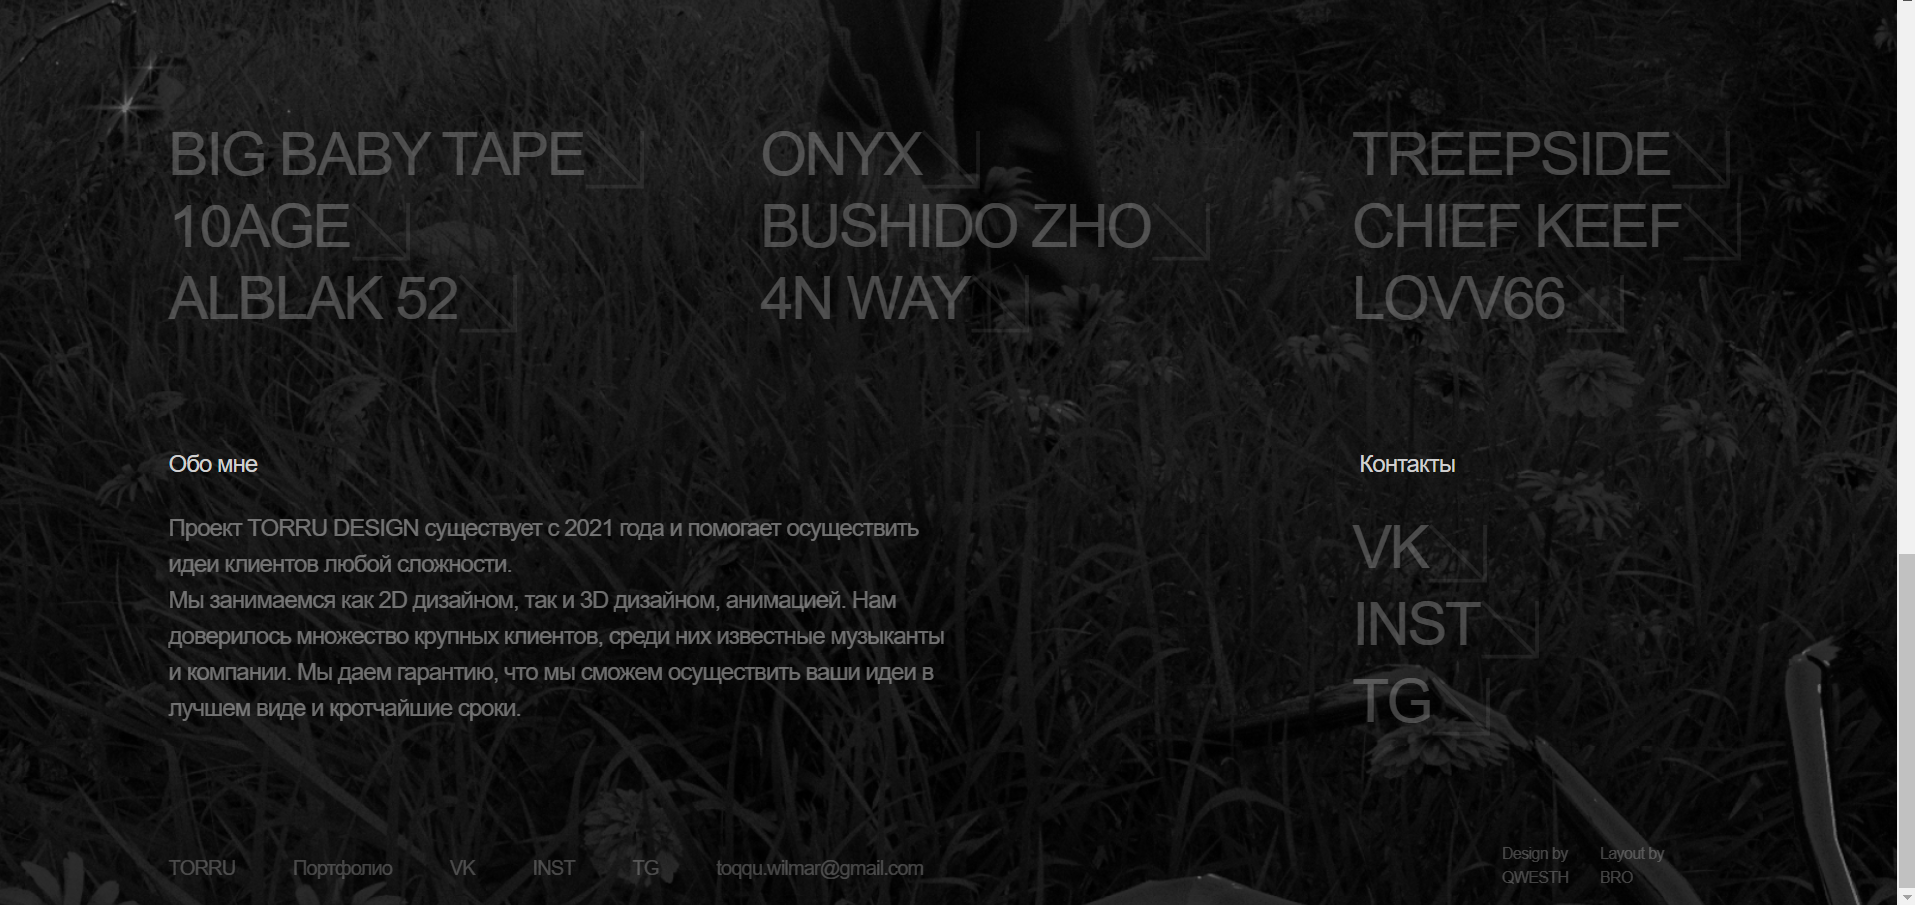 BIG BABY TAPE
10AGE
ALBLAK 52
ONYX
BUSHIDO ZHO
4N WAY
TREEPSIDE
CHIEF KEEF
LOVV66
Обо мне
Проект TORRU DESIGN существует с 2021 года и помогает осуществить
идеи клиентов любой сложности.
Мы занимаемся как 2D дизайном, так и 3D дизайном, анимацией. Нам
доверилось множество крупных клиентов, среди них известные музыканты
и компании. Мы даем гарантию, что мы сможем осуществить ваши идеи в
лучшем виде и кротчайшие сроки.
Контакты
VK
INST
TG
TORRU Портфолио VK INST TG toqqu.wilmar@gmail.com
Design by
QWESTH
Layout by
BRO